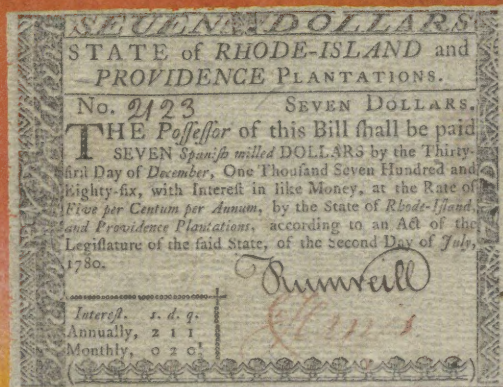 SEVEN DOLLARS
STATE of RHODE-ISLAND and
PROVIDENCE PLANTATIONS.
No. 2123 SEVEN DOLLARS.
THE Poſſeſſor of this Bill ſhall be paid
SEVEN Spaniſh milled DOLLARS by the Thirty-
firſt Day of December, One Thouſand Seven Hundred and
Eighty-ſix, with Intereſt in like Money, at the Rate of
Five per Centum per Annum, by the State of Rhode-Iſland,
and Providence Plantations, according to an Act of the
Legiſlature of the ſaid State, of the Second Day of July,
1780.
Rumreill
Intereſt. s. d. q.
Annually, 2 1 1
Monthly, 0 2 0